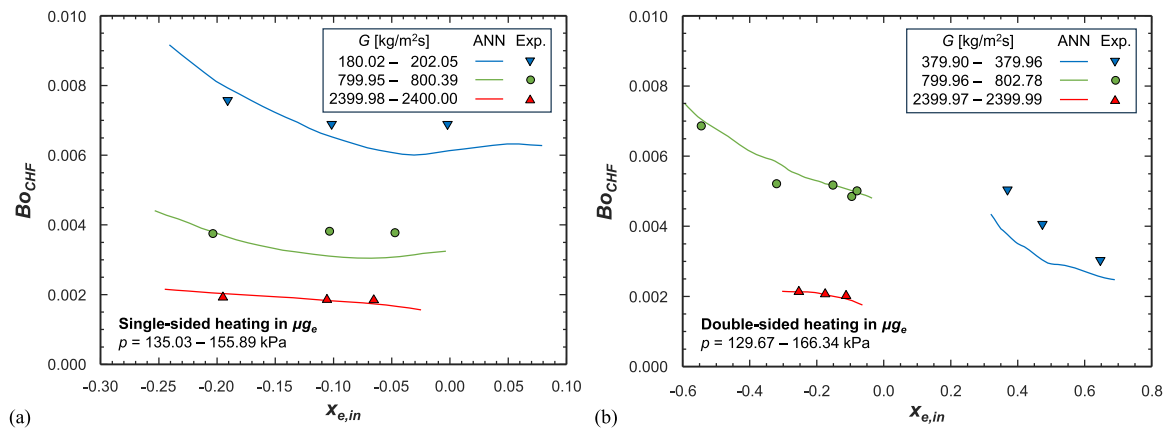 0.010
0.008
0.006
0.004
0.002
0.000
Bo_CHF
G [kg/m²s] ANN Exp.
180.02 – 202.05
799.95 – 800.39
2399.98 – 2400.00
Single-sided heating in μg_e
p = 135.03 – 155.89 kPa
-0.30 -0.25 -0.20 -0.15 -0.10 -0.05 0.00 0.05 0.10
x_e,in
(a)
0.010
0.008
0.006
0.004
0.002
0.000
Bo_CHF
G [kg/m²s] ANN Exp.
379.90 – 379.96
799.96 – 802.78
2399.97 – 2399.99
Double-sided heating in μg_e
p = 129.67 – 166.34 kPa
-0.6 -0.4 -0.2 0.0 0.2 0.4 0.6 0.8
x_e,in
(b)